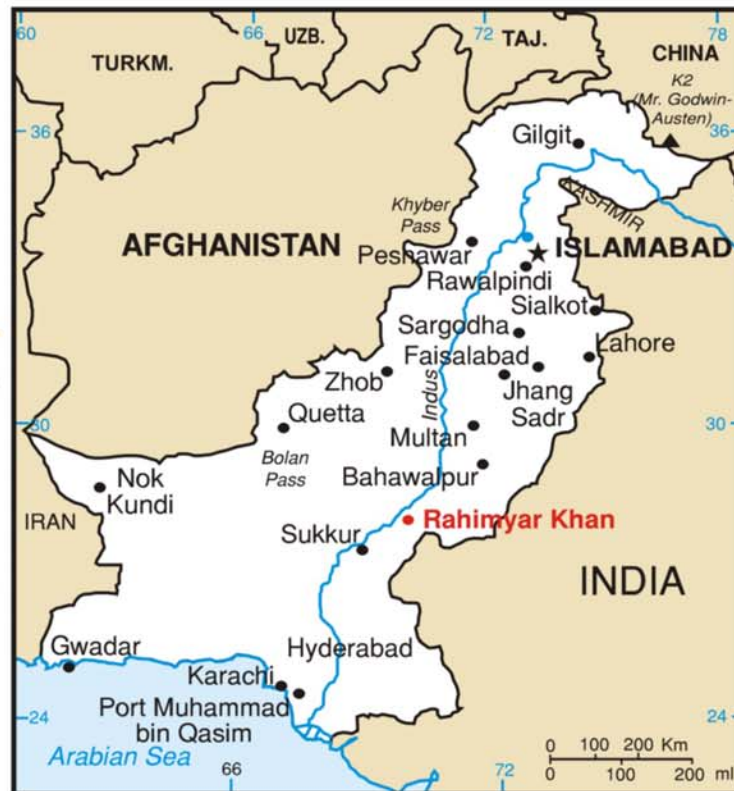 60
66
72
78
UZB.
TAJ.
TURKM.
CHINA
K2
(Mr. Godwin-
Austen)
36
36
Gilgit
KASHMIR
Khyber
Pass
AFGHANISTAN
Peshawar
ISLAMABAD
Rawalpindi
Sialkot
Sargodha
Lahore
Faisalabad
Zhob
Jhang
Sadr
Indus
30
30
Quetta
Multan
Bolan
Pass
Bahawalpur
Nok
Kundi
IRAN
Rahimyar Khan
Sukkur
INDIA
Gwadar
Hyderabad
Karachi
Port Muhammad
bin Qasim
24
24
Arabian Sea
66
72
0 100 200 Km
0 100 200 ml